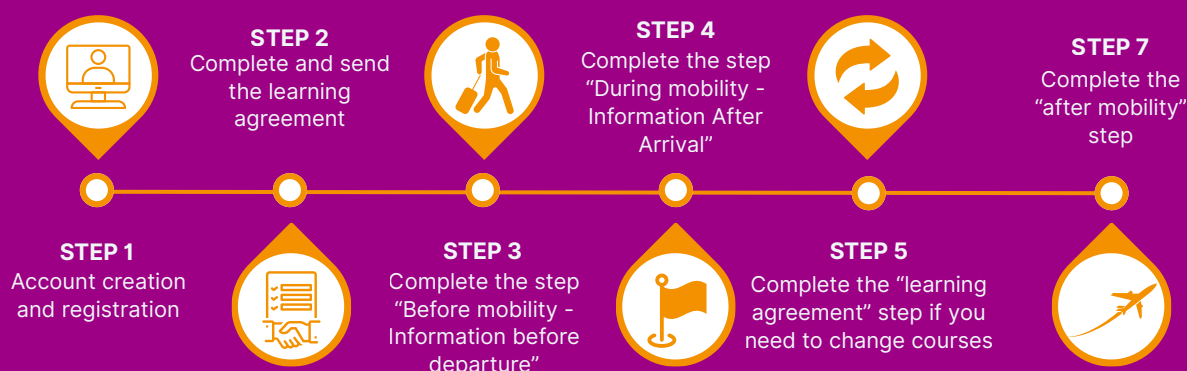 STEP 1
Account creation
and registration
STEP 2
Complete and send
the learning
agreement
STEP 3
Complete the step
“Before mobility -
Information before
departure”
STEP 4
Complete the step
“During mobility -
Information After
Arrival”
STEP 5
Complete the “learning
agreement” step if you
need to change courses
STEP 7
Complete the
“after mobility”
step